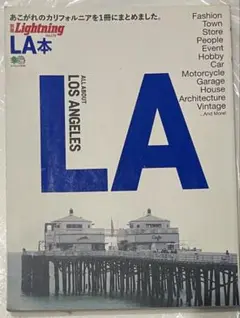 あこがれのカリフォルニアを1冊にまとめました。
別冊 Lightning
LA本
ALL ABOUT
LOS ANGELES
LA
Fashion
Town
Store
People
Event
Hobby
Car
Motorcycle
Garage
House
Architecture
Vintage
...And More!